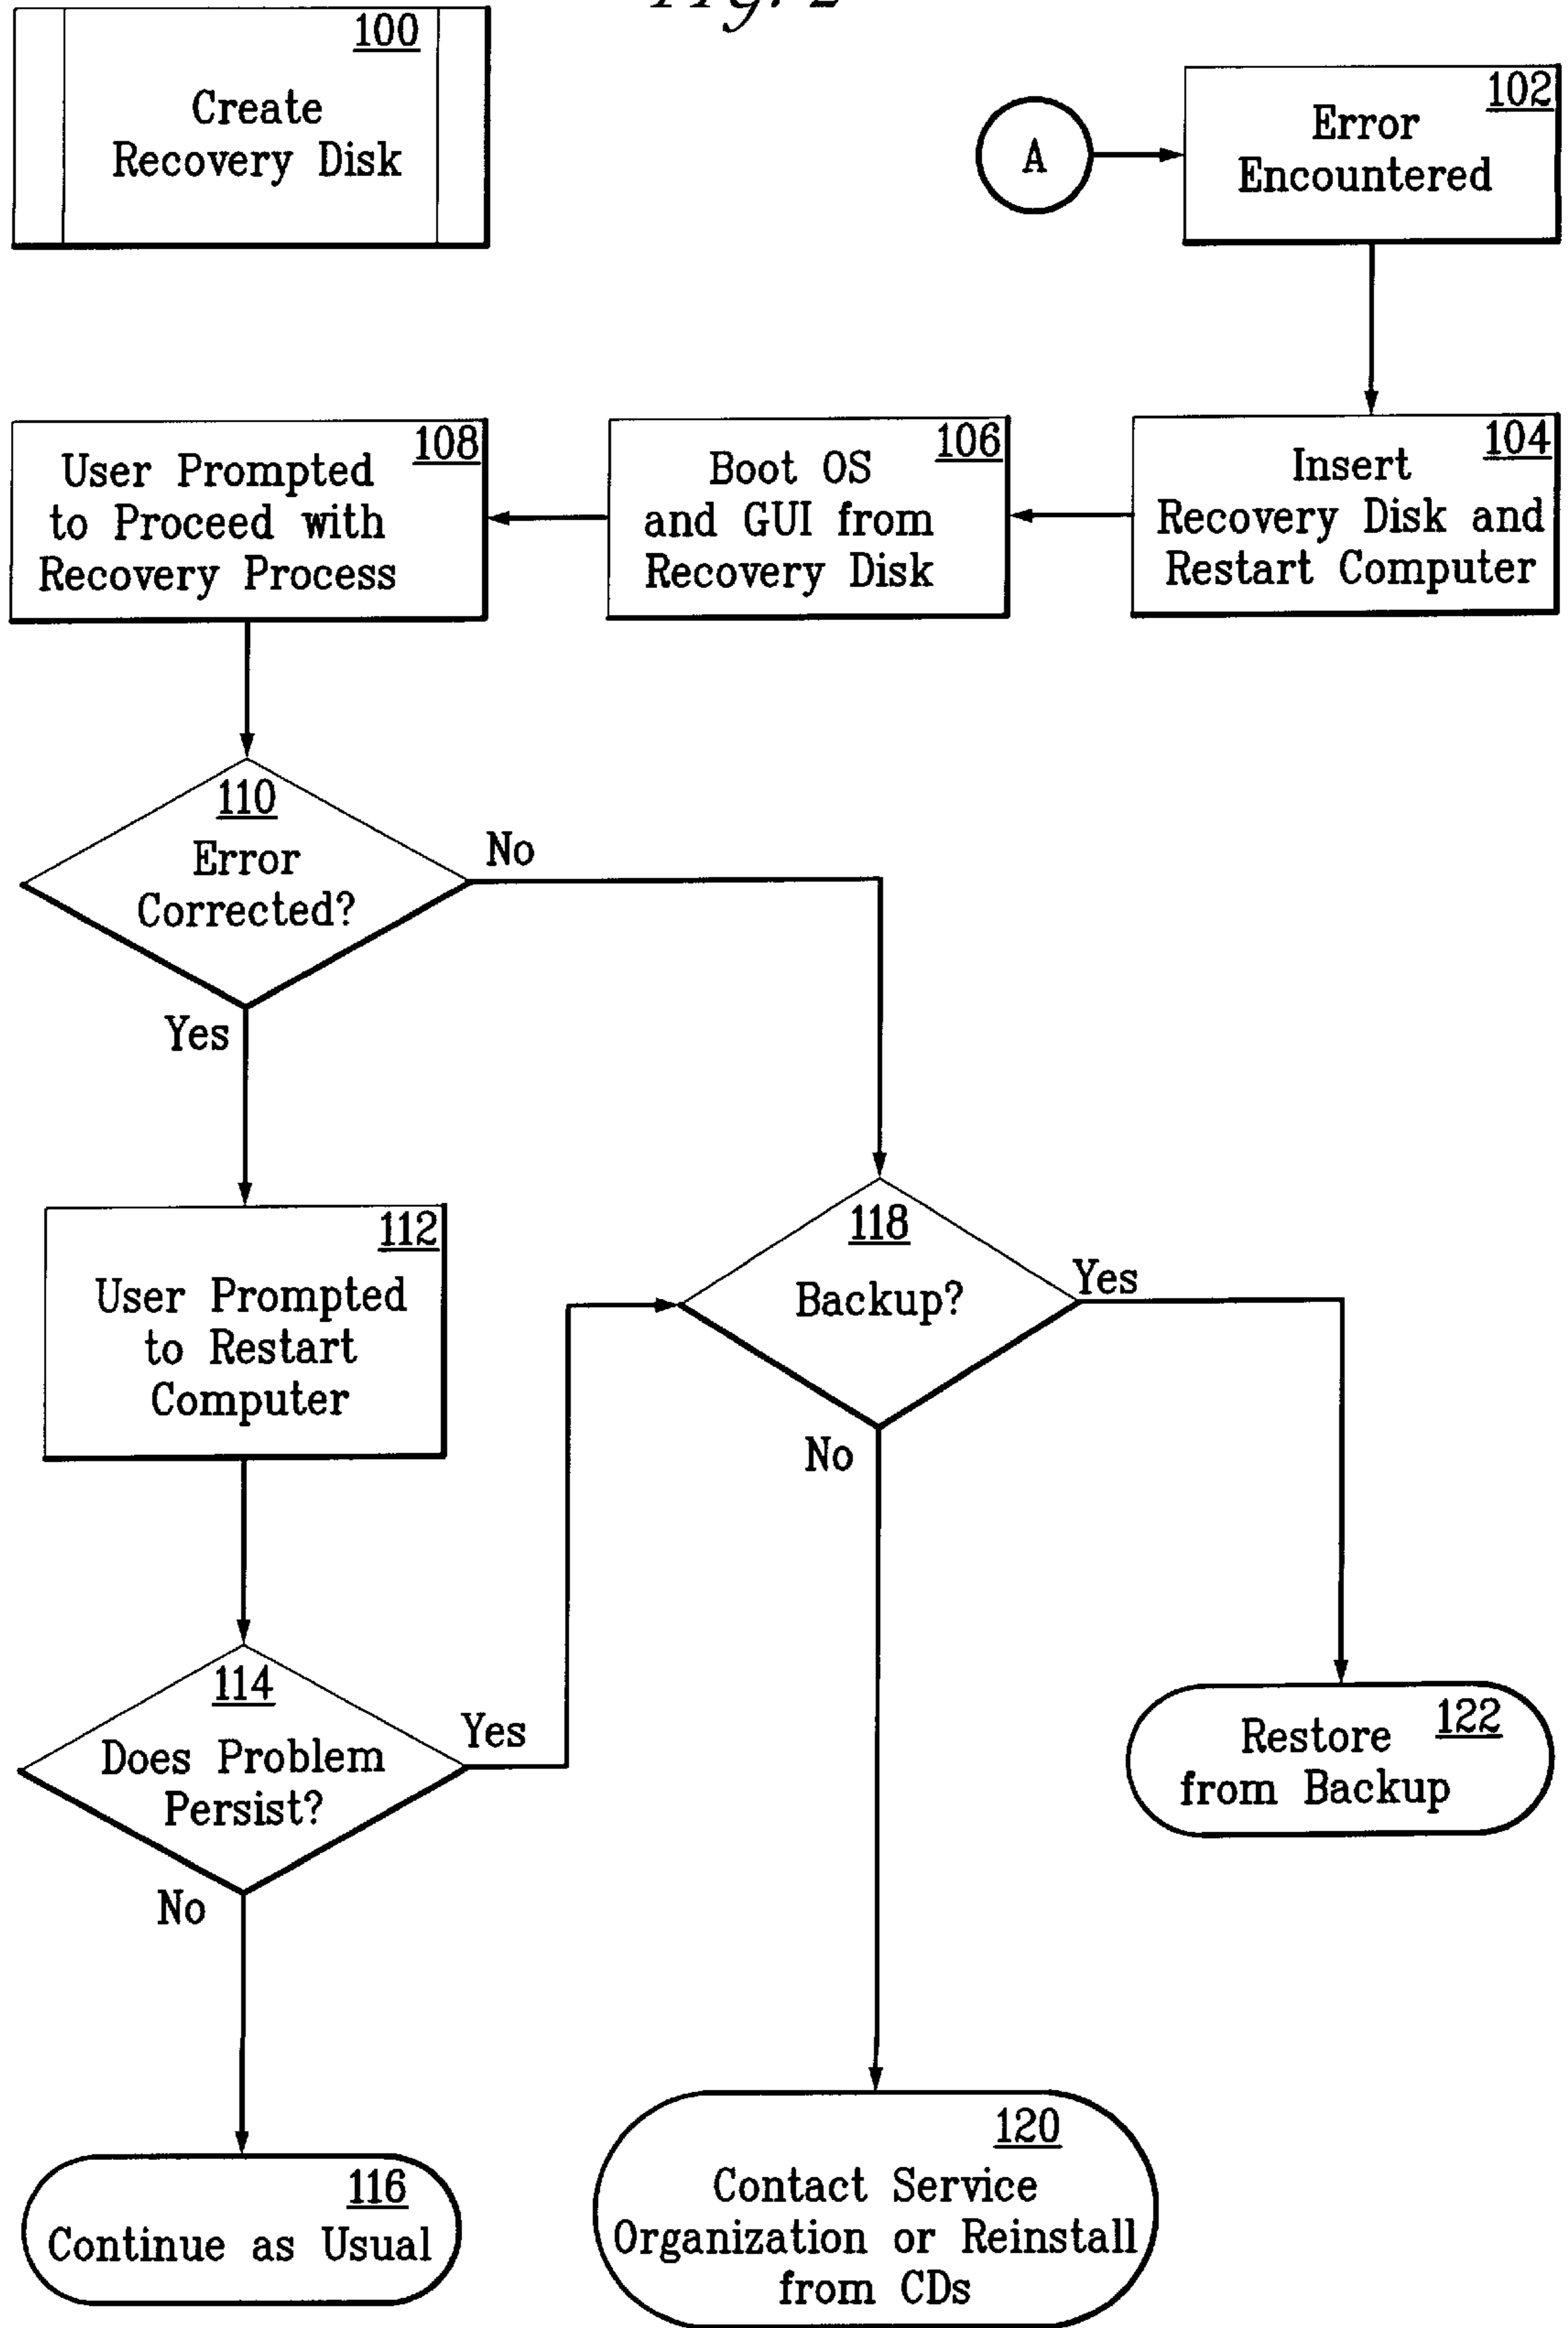 Fig. 2
100
Create
Recovery Disk
A
102
Error
Encountered
108
User Prompted
to Proceed with
Recovery Process
106
Boot OS
and GUI from
Recovery Disk
104
Insert
Recovery Disk and
Restart Computer
110
Error
Corrected?
No
Yes
112
User Prompted
to Restart
Computer
118
Backup?
Yes
No
114
Does Problem
Persist?
Yes
No
122
Restore
from Backup
116
Continue as Usual
120
Contact Service
Organization or Reinstall
from CDs